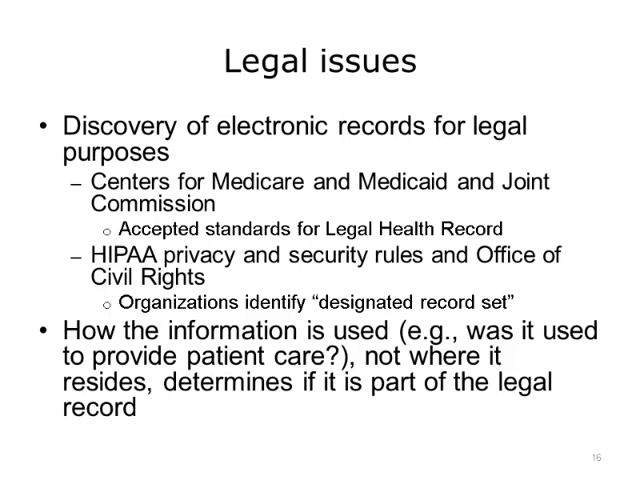 Legal issues
• Discovery of electronic records for legal
purposes
– Centers for Medicare and Medicaid and Joint
Commission
o Accepted standards for Legal Health Record
– HIPAA privacy and security rules and Office of
Civil Rights
o Organizations identify “designated record set”
• How the information is used (e.g., was it used
to provide patient care?), not where it
resides, determines if it is part of the legal
record
16